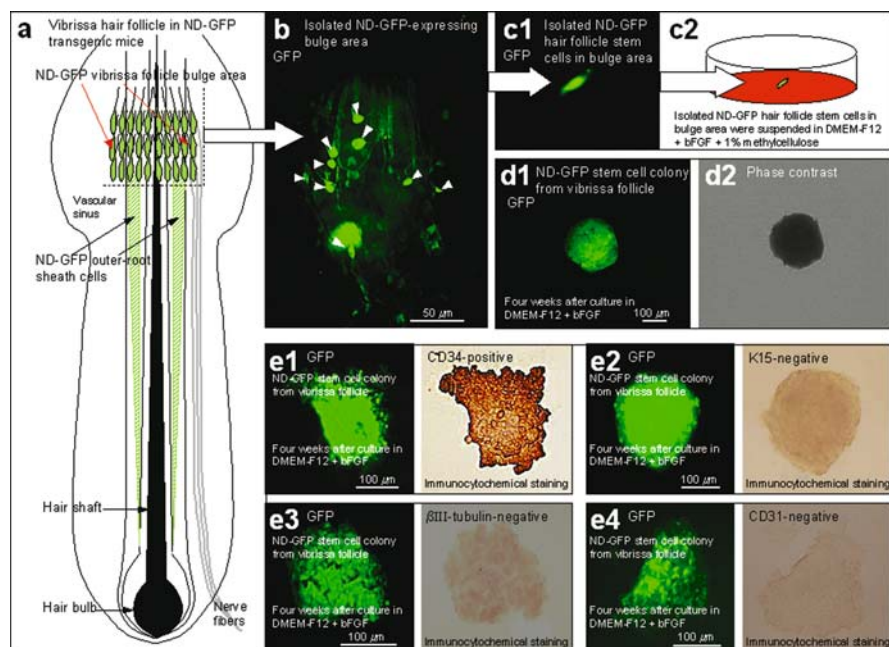 a
Vibrissa hair follicle in ND-GFP
transgenic mice
ND-GFP vibrissa follicle bulge area
Vascular
sinus
ND-GFP outer-root
sheath cells
Hair shaft
Hair bulb
Nerve
fibers
b
Isolated ND-GFP-expressing
bulge area
GFP
50 µm
c1
Isolated ND-GFP
hair follicle stem
cells in bulge area
GFP
c2
Isolated ND-GFP hair follicle stem cells in
bulge area were suspended in DMEM-F12
+ bFGF + 1% methylcellulose
d1
ND-GFP stem cell colony
from vibrissa follicle
GFP
Four weeks after culture in
DMEM-F12 + bFGF
100 µm
d2
Phase contrast
e1
GFP
ND-GFP stem cell colony
from vibrissa follicle
Four weeks after culture in
DMEM-F12 + bFGF
100 µm
CD34-positive
Immunocytochemical staining
e2
GFP
ND-GFP stem cell colony
from vibrissa follicle
Four weeks after culture in
DMEM-F12 + bFGF
100 µm
K15-negative
Immunocytochemical staining
e3
GFP
ND-GFP stem cell colony
from vibrissa follicle
Four weeks after culture in
DMEM-F12 + bFGF
100 µm
βIII-tubulin-negative
Immunocytochemical staining
e4
GFP
ND-GFP stem cell colony
from vibrissa follicle
Four weeks after culture in
DMEM-F12 + bFGF
100 µm
CD31-negative
Immunocytochemical staining